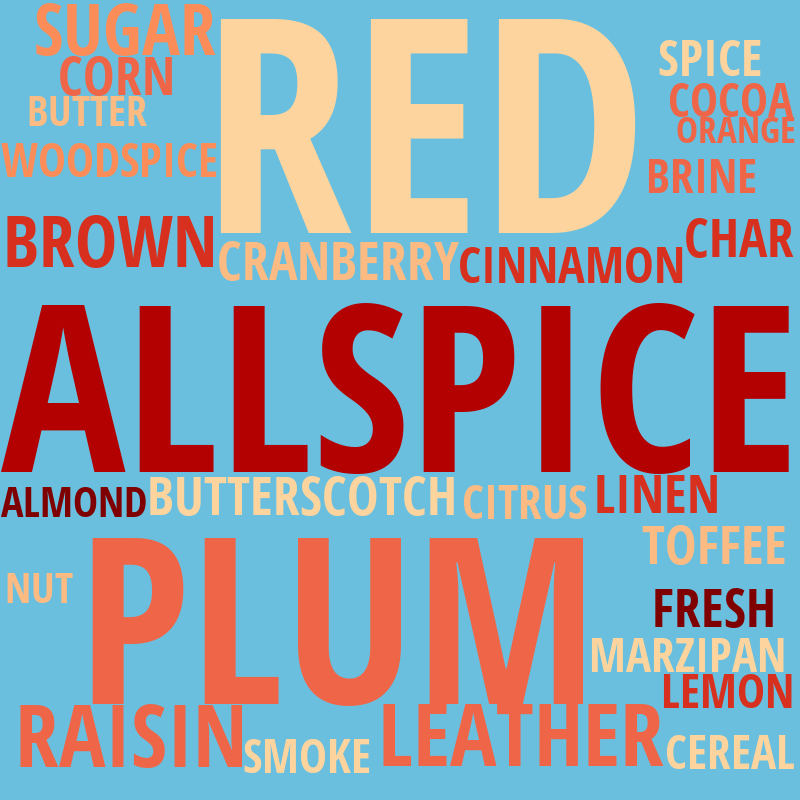 SUGAR
RED
CORN
SPICE
BUTTER
COCOA
ORANGE
WOODSPICE
BRINE
BROWN
CRANBERRY
CINNAMON
CHAR
ALLSPICE
ALMOND
BUTTERSCOTCH
CITRUS
LINEN
TOFFEE
NUT
PLUM
FRESH
MARZIPAN
LEMON
RAISIN
SMOKE
LEATHER
CEREAL